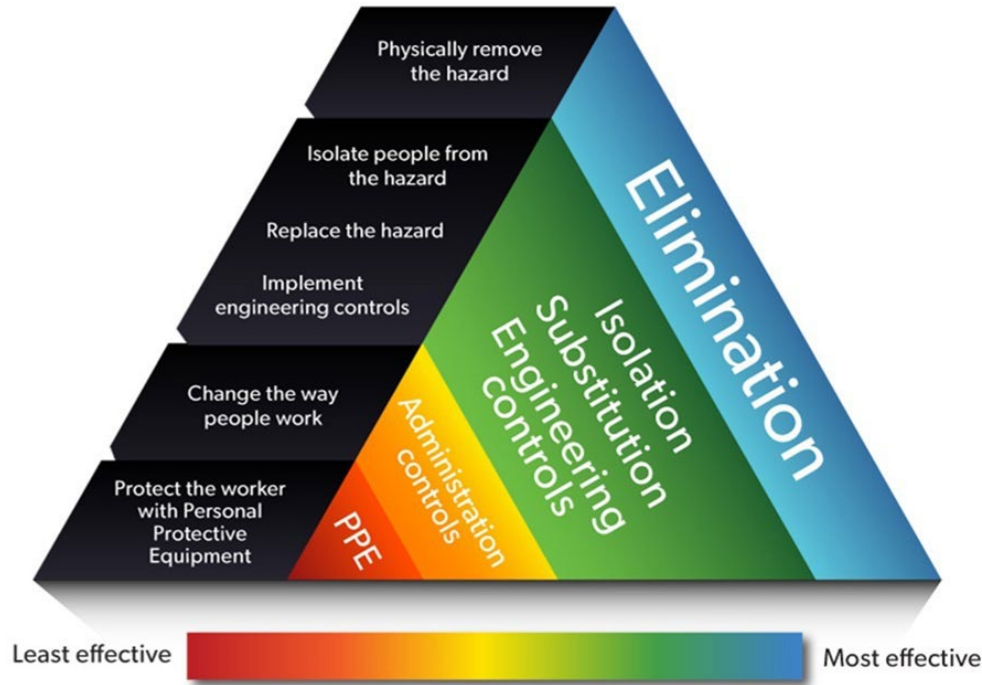 Physically remove
the hazard
Isolate people from
the hazard
Replace the hazard
Implement
engineering controls
Change the way
people work
Protect the worker
with Personal
Protective
Equipment
Elimination
Isolation
Substitution
Engineering
controls
Administration
controls
PPE
Least effective
Most effective